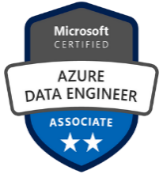 Microsoft
CERTIFIED
AZURE
DATA ENGINEER
ASSOCIATE